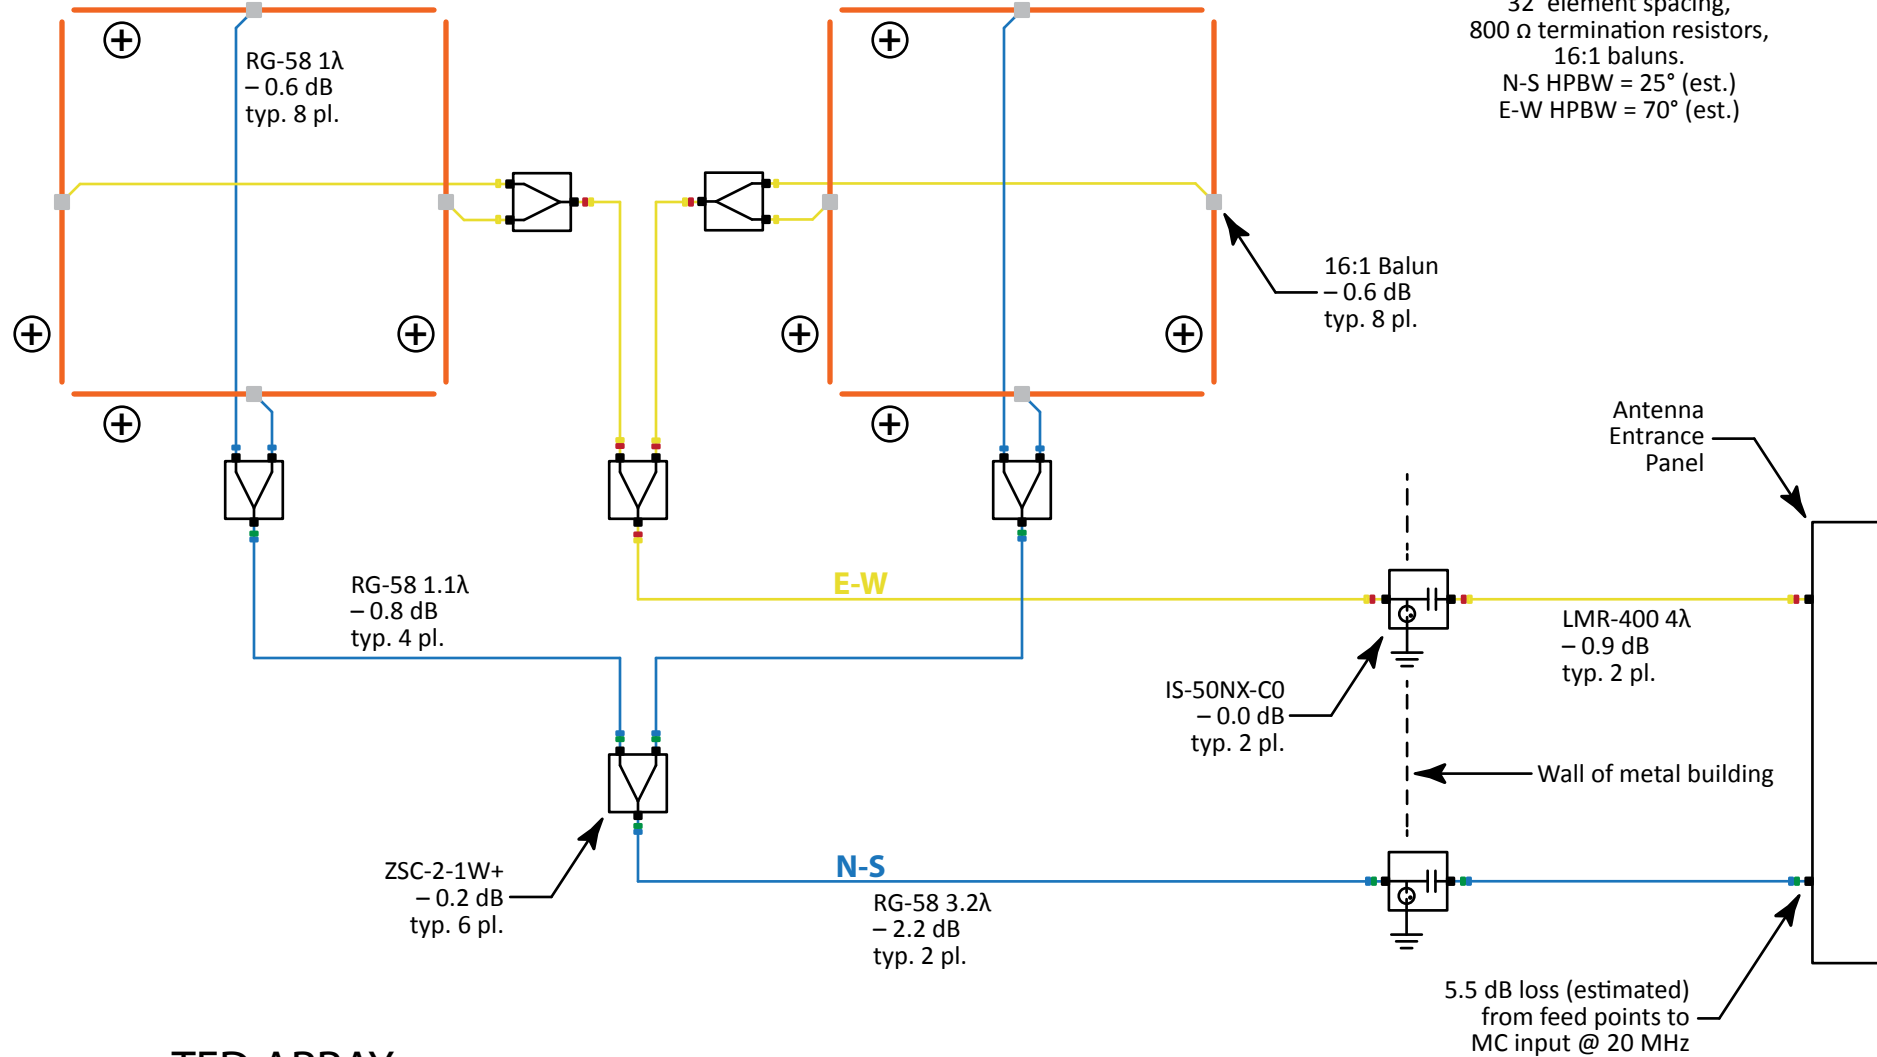 32' element spacing,
800 Ω termination resistors,
16:1 baluns.
N-S HPBW = 25° (est.)
E-W HPBW = 70° (est.)
RG-58 1λ
– 0.6 dB
typ. 8 pl.
16:1 Balun
– 0.6 dB
typ. 8 pl.
Antenna
Entrance
Panel
RG-58 1.1λ
– 0.8 dB
typ. 4 pl.
E-W
LMR-400 4λ
– 0.9 dB
typ. 2 pl.
IS-50NX-C0
– 0.0 dB
typ. 2 pl.
Wall of metal building
ZSC-2-1W+
– 0.2 dB
typ. 6 pl.
N-S
RG-58 3.2λ
– 2.2 dB
typ. 2 pl.
5.5 dB loss (estimated)
from feed points to
MC input @ 20 MHz
TFD ARRAY